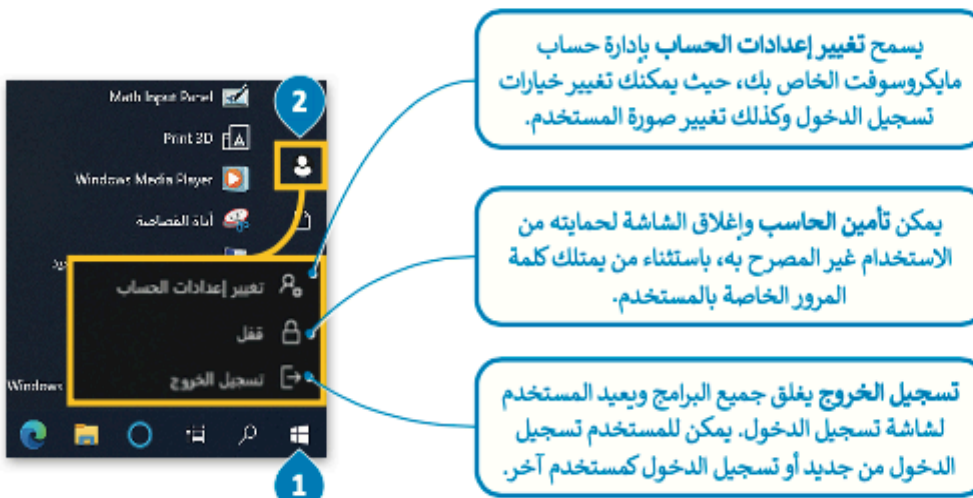 يسمح تغيير إعدادات الحساب بإدارة حساب
مايكروسوفت الخاص بك، حيث يمكنك تغيير خيارات
تسجيل الدخول وكذلك تغيير صورة المستخدم.
يمكن تأمين الحاسب وإغلاق الشاشة لحمايته من
الاستخدام غير المصرح به، باستثناء من يمتلك كلمة
المرور الخاصة بالمستخدم.
تسجيل الخروج يغلق جميع البرامج ويعيد المستخدم
لشاشة تسجيل الدخول. يمكن للمستخدم تسجيل
الدخول من جديد أو تسجيل الدخول كمستخدم آخر.
2
Math Input Panel
Print 3D
Windows Media Player
أداة القصاصة
تغيير إعدادات الحساب
قفل
تسجيل الخروج
Windows
1